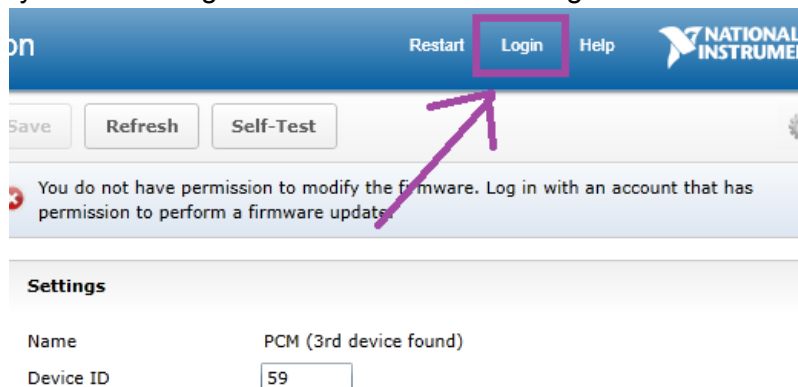 on
Restart Login Help NATIONAL
INSTRUME
Save Refresh Self-Test
You do not have permission to modify the firmware. Log in with an account that has
permission to perform a firmware update.
Settings
Name PCM (3rd device found)
Device ID 59